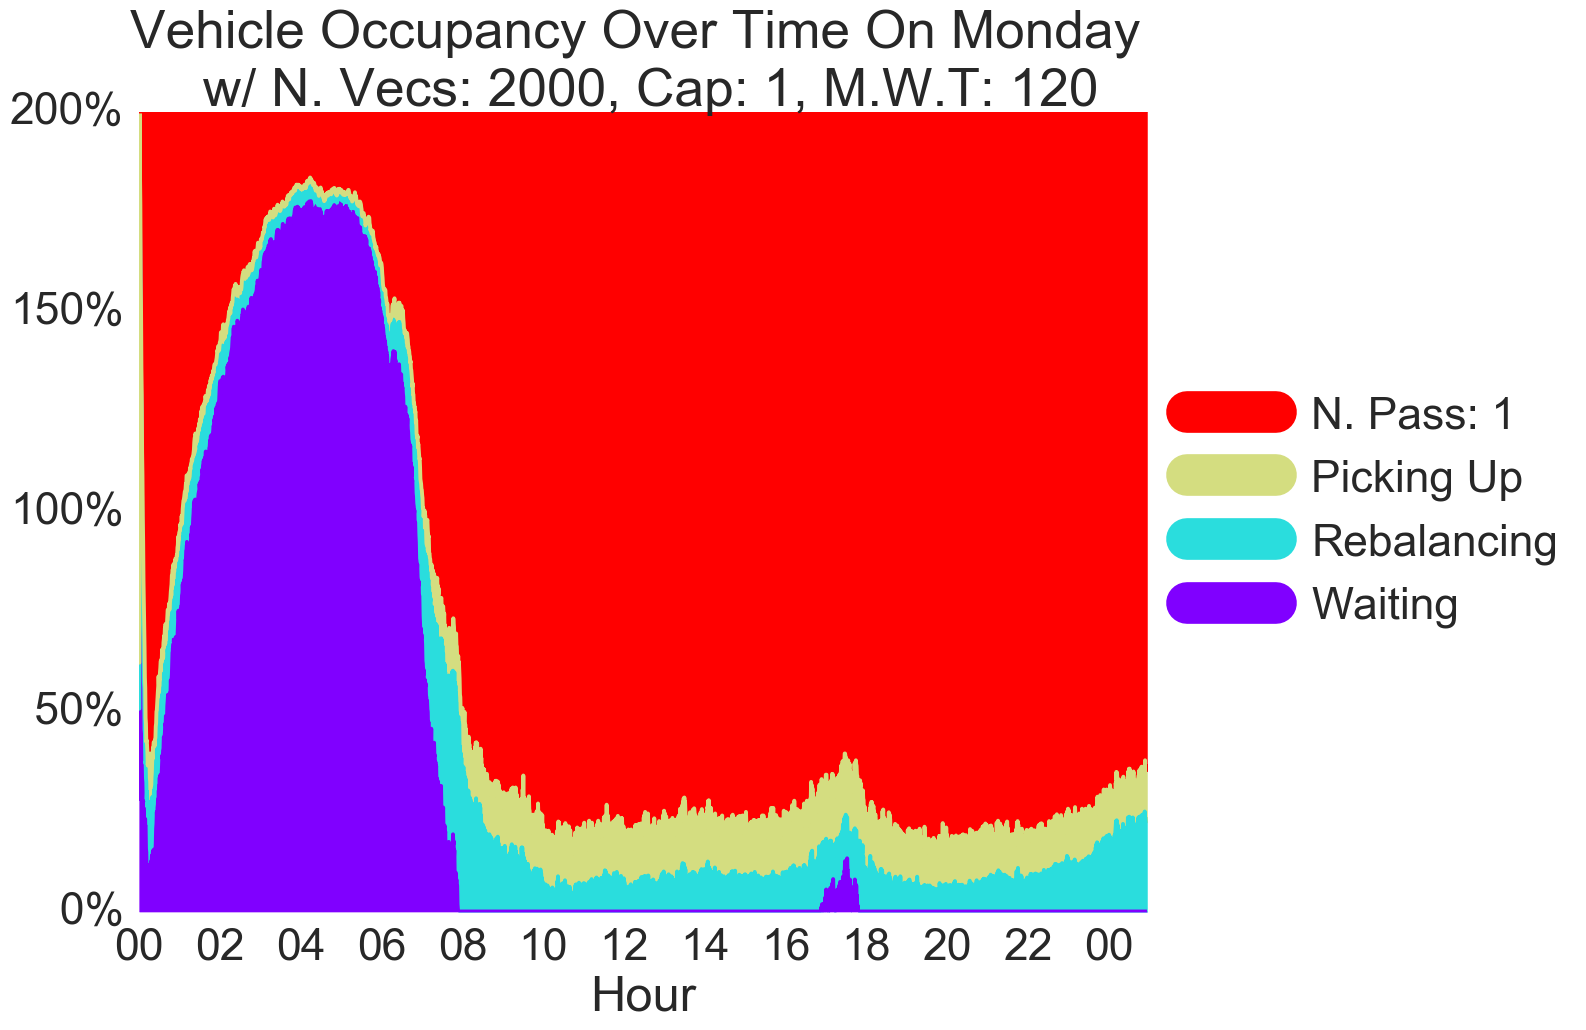 Vehicle Occupancy Over Time On Monday
w/ N. Vecs: 2000, Cap: 1, M.W.T: 120
200%
150%
100%
50%
0%
00 02 04 06 08 10 12 14 16 18 20 22 00
Hour
N. Pass: 1
Picking Up
Rebalancing
Waiting